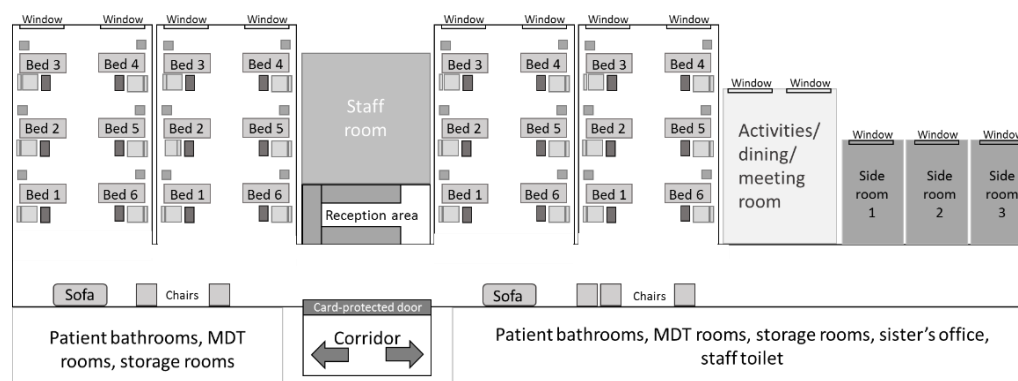 Window Window Window Window Window Window Window Window
Bed 3 Bed 4 Bed 3 Bed 4 Bed 3 Bed 4 Bed 3 Bed 4
Window Window
Staff
room
Bed 2 Bed 5 Bed 2 Bed 5 Bed 2 Bed 5 Bed 2 Bed 5
Activities/
dining/
meeting
room
Window Window Window
Side
room
1
Side
room
2
Side
room
3
Bed 1 Bed 6 Bed 1 Bed 6 Bed 1 Bed 6 Bed 1 Bed 6
Reception area
Sofa Chairs Sofa Chairs
Card-protected door
Corridor
Patient bathrooms, MDT
rooms, storage rooms
Patient bathrooms, MDT rooms, storage rooms, sister’s office,
staff toilet